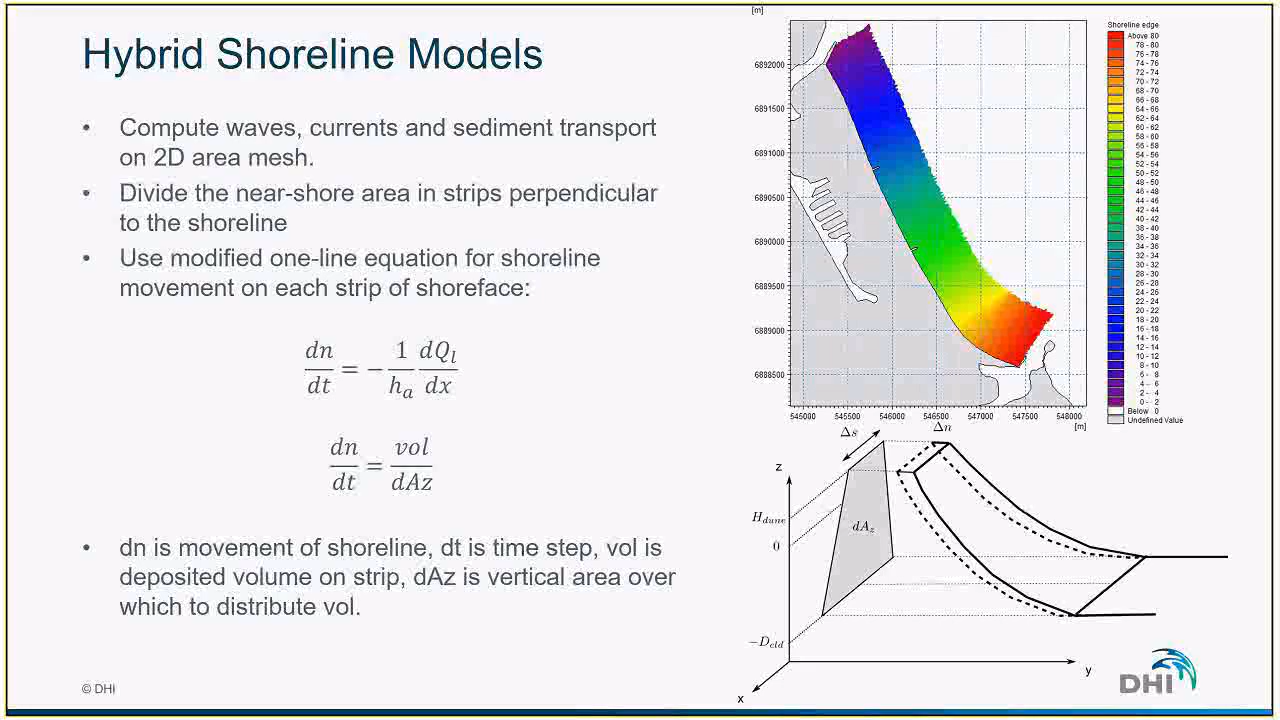 Hybrid Shoreline Models
• Compute waves, currents and sediment transport
on 2D area mesh.
• Divide the near-shore area in strips perpendicular
to the shoreline
• Use modified one-line equation for shoreline
movement on each strip of shoreface:
dn/dt = − 1/hₐ dQₗ/dx
dn/dt = vol/dAz
• dn is movement of shoreline, dt is time step, vol is
deposited volume on strip, dAz is vertical area over
which to distribute vol.
© DHI
[m]
6892000
6891500
6891000
6890500
6890000
6889500
6889000
6888500
545000 545500 546000 546500 547000 547500 548000
[m]
Shoreline edge
Above 80
78 - 80
76 - 78
74 - 76
72 - 74
70 - 72
68 - 70
66 - 68
64 - 66
62 - 64
60 - 62
58 - 60
56 - 58
54 - 56
52 - 54
50 - 52
48 - 50
46 - 48
44 - 46
42 - 44
40 - 42
38 - 40
36 - 38
34 - 36
32 - 34
30 - 32
28 - 30
26 - 28
24 - 26
22 - 24
20 - 22
18 - 20
16 - 18
14 - 16
12 - 14
10 - 12
8 - 10
6 - 8
4 - 6
2 - 4
0 - 2
Below 0
Undefined Value
Δs
Δn
z
H_dune
0
dA_z
−D_cld
y
x
DHI